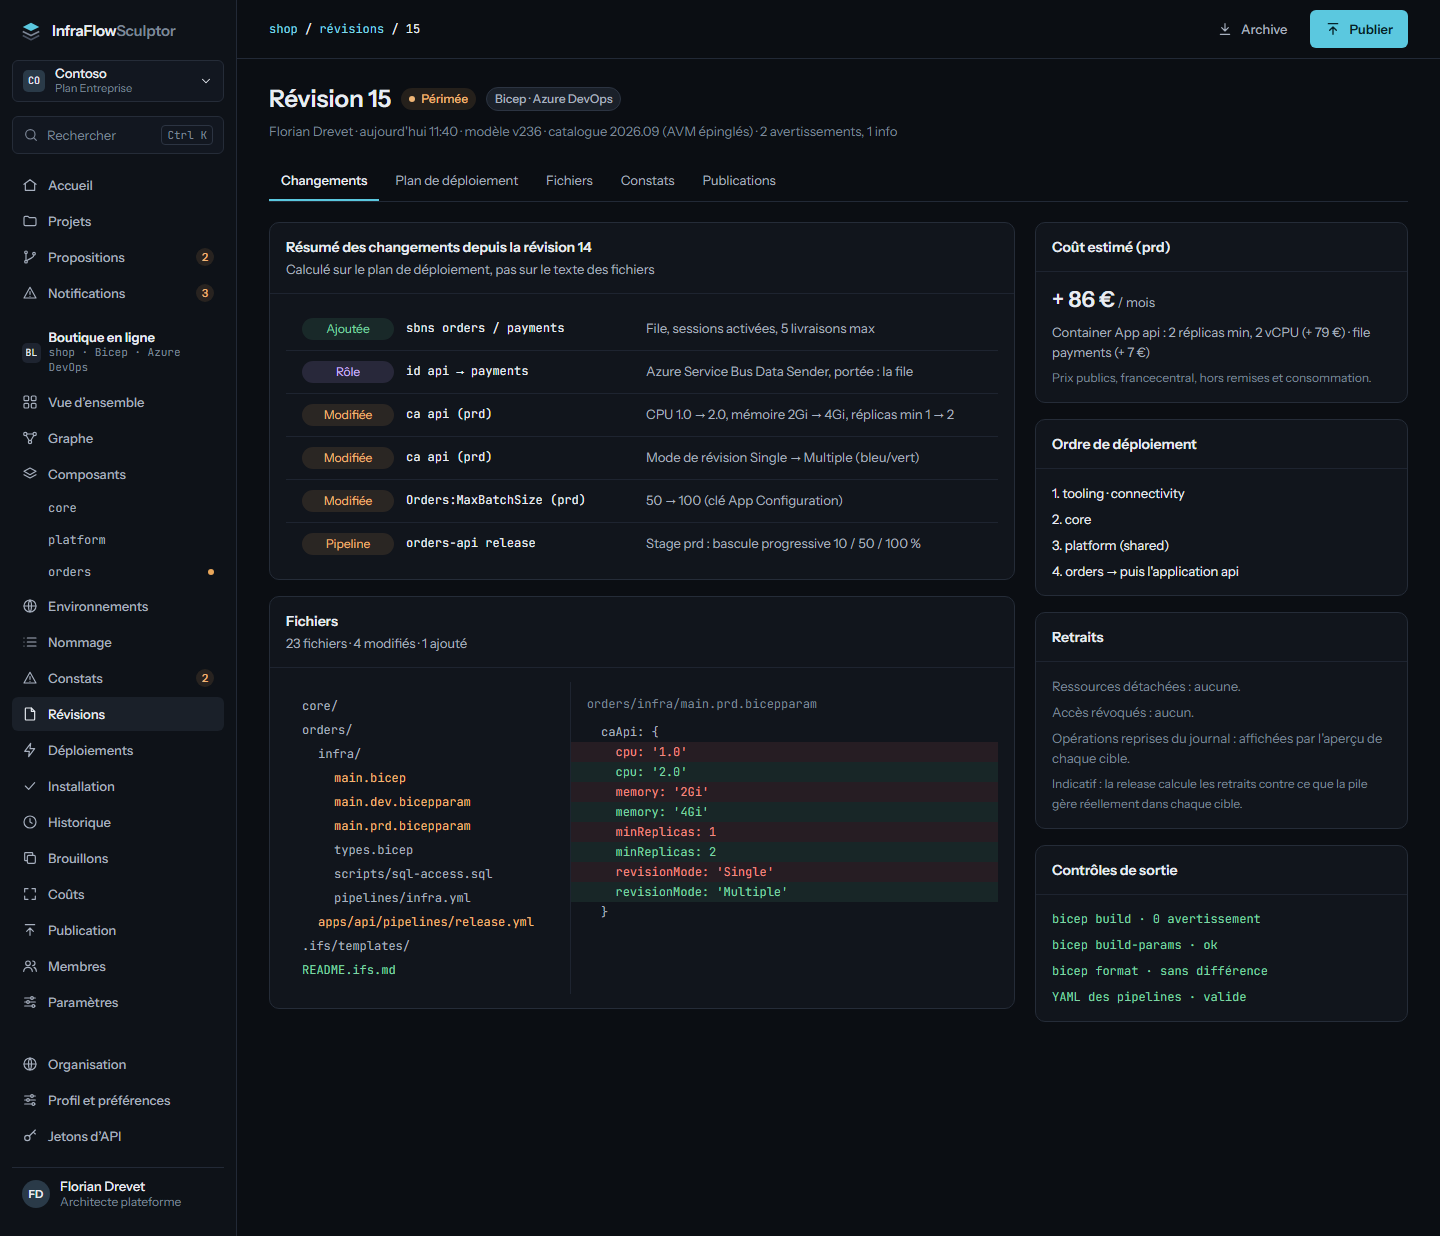 InfraFlowSculptor
CO
Contoso
Plan Entreprise
Rechercher
Ctrl K
Accueil
Projets
Propositions 2
Notifications 3
BL
Boutique en ligne
shop · Bicep · Azure
DevOps
Vue d'ensemble
Graphe
Composants
core
platform
orders
Environnements
Nommage
Constats 2
Révisions
Déploiements
Installation
Historique
Brouillons
Coûts
Publication
Membres
Paramètres
Organisation
Profil et préférences
Jetons d'API
FD
Florian Drevet
Architecte plateforme
shop / révisions / 15
Archive
Publier
Révision 15
Périmée
Bicep · Azure DevOps
Florian Drevet · aujourd'hui 11:40 · modèle v236 · catalogue 2026.09 (AVM épinglés) · 2 avertissements, 1 info
Changements
Plan de déploiement
Fichiers
Constats
Publications
Résumé des changements depuis la révision 14
Calculé sur le plan de déploiement, pas sur le texte des fichiers
Ajoutée sbns orders / payments File, sessions activées, 5 livraisons max
Rôle id api → payments Azure Service Bus Data Sender, portée : la file
Modifiée ca api (prd) CPU 1.0 → 2.0, mémoire 2Gi → 4Gi, réplicas min 1 → 2
Modifiée ca api (prd) Mode de révision Single → Multiple (bleu/vert)
Modifiée Orders:MaxBatchSize (prd) 50 → 100 (clé App Configuration)
Pipeline orders-api release Stage prd : bascule progressive 10 / 50 / 100 %
Fichiers
23 fichiers · 4 modifiés · 1 ajouté
core/
orders/
infra/
main.bicep
main.dev.bicepparam
main.prd.bicepparam
types.bicep
scripts/sql-access.sql
pipelines/infra.yml
apps/api/pipelines/release.yml
.ifs/templates/
README.ifs.md
orders/infra/main.prd.bicepparam
caApi: {
cpu: '1.0'
cpu: '2.0'
memory: '2Gi'
memory: '4Gi'
minReplicas: 1
minReplicas: 2
revisionMode: 'Single'
revisionMode: 'Multiple'
}
Coût estimé (prd)
+ 86 € / mois
Container App api : 2 réplicas min, 2 vCPU (+ 79 €) · file
payments (+ 7 €)
Prix publics, francecentral, hors remises et consommation.
Ordre de déploiement
1. tooling · connectivity
2. core
3. platform (shared)
4. orders → puis l'application api
Retraits
Ressources détachées : aucune.
Accès révoqués : aucun.
Opérations reprises du journal : affichées par l'aperçu de
chaque cible.
Indicatif : la release calcule les retraits contre ce que la pile
gère réellement dans chaque cible.
Contrôles de sortie
bicep build · 0 avertissement
bicep build-params · ok
bicep format · sans différence
YAML des pipelines · valide